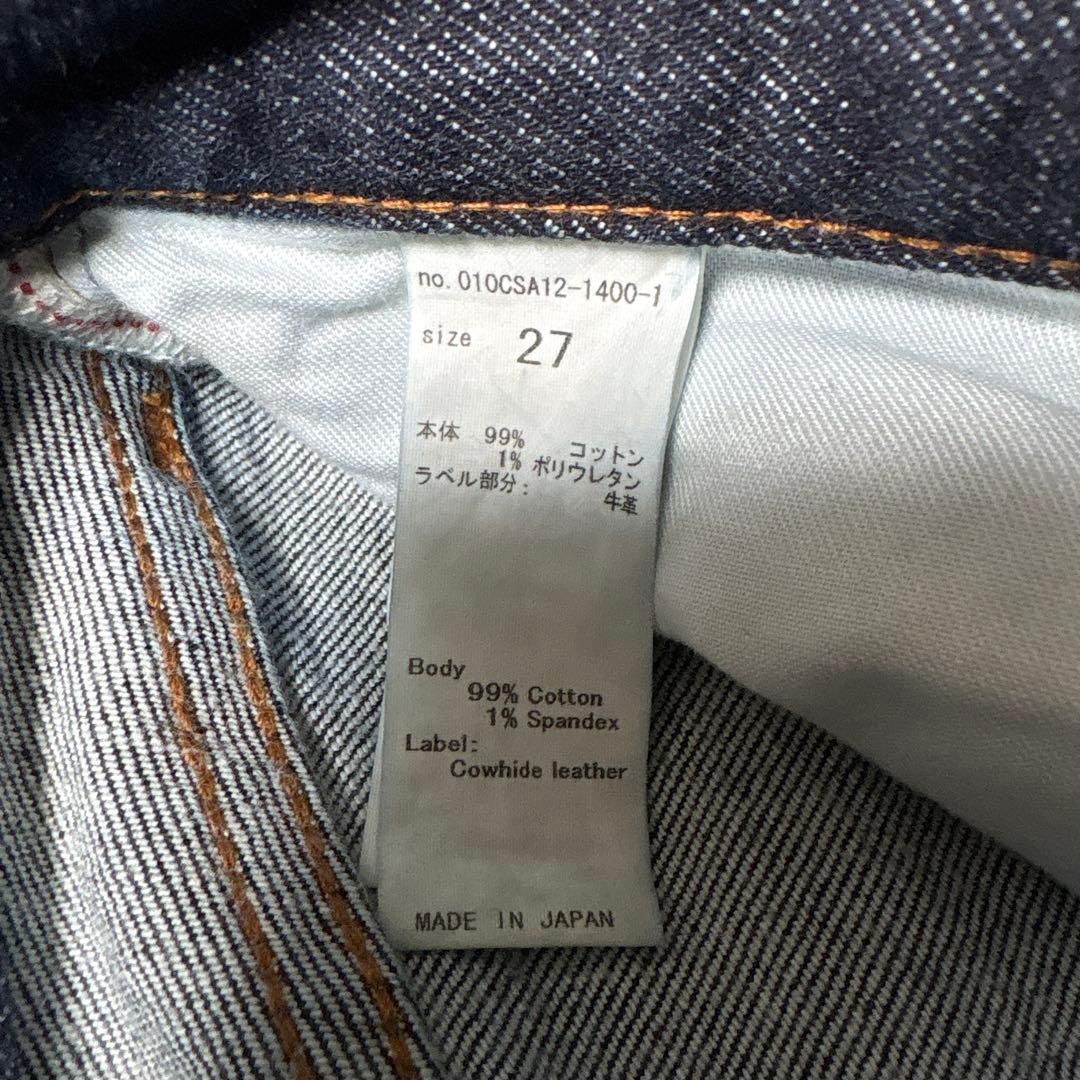 no. 010CSA12-1400-1
size 27
本体 99% コットン
1% ポリウレタン
ラベル部分: 牛革
Body
99% Cotton
1% Spandex
Label:
Cowhide leather
MADE IN JAPAN